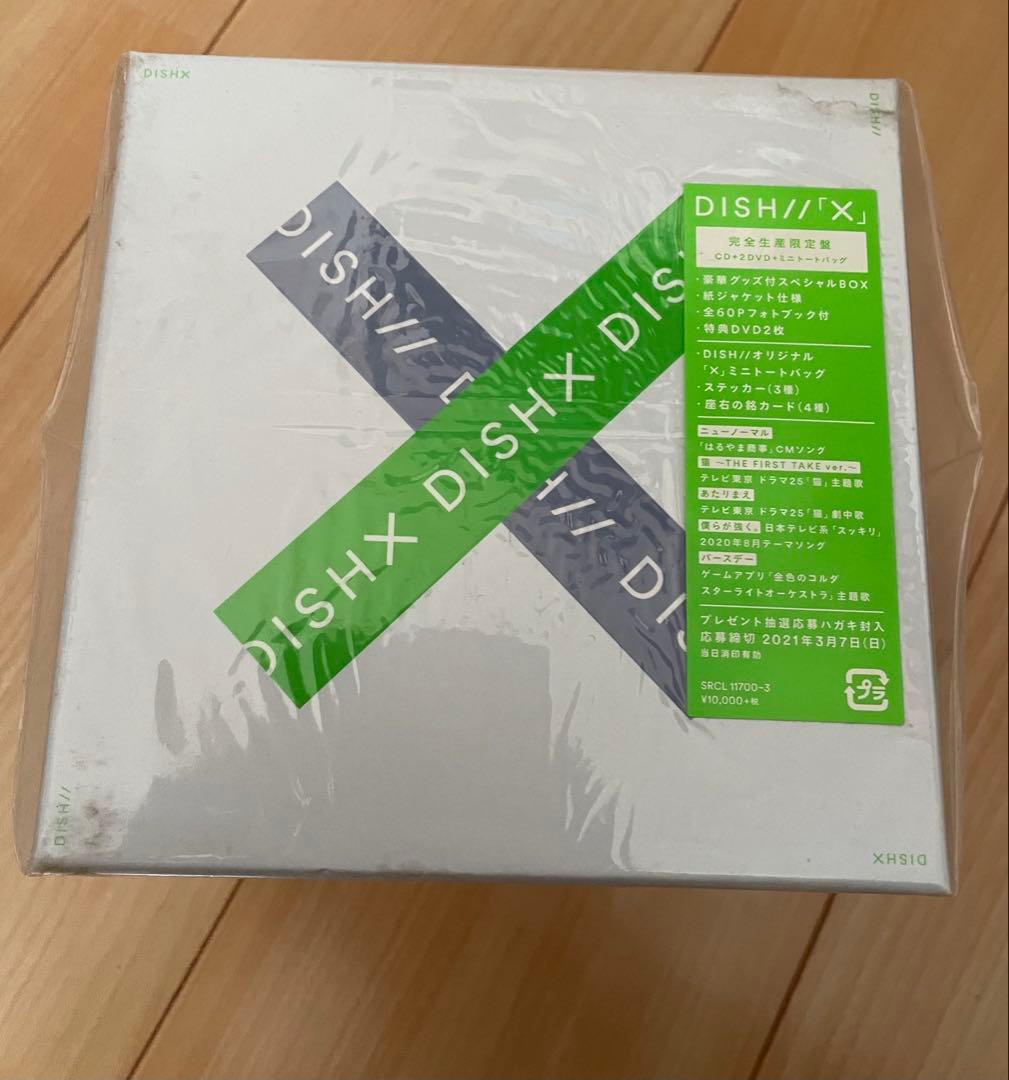 DISHX
DISH//
DISH// D
H// DIS
DISHX DISHX DIS
DISH//「X」
完全生産限定盤
CD+2DVD+ミニトートバッグ
・豪華グッズ付スペシャルBOX
・紙ジャケット仕様
・全60Pフォトブック付
・特典DVD2枚
・DISH//オリジナル
「X」ミニトートバッグ
・ステッカー(3種)
・座右の銘カード(4種)
ニューノーマル
「はるやま商事」CMソング
猫 ～THE FIRST TAKE ver.～
テレビ東京 ドラマ25「猫」主題歌
あたりまえ
テレビ東京 ドラマ25「猫」劇中歌
僕らが強く。日本テレビ系「スッキリ」
2020年8月テーマソング
バースデー
ゲームアプリ「金色のコルダ
スターライトオーケストラ」主題歌
プレゼント抽選応募ハガキ封入
応募締切 2021年3月7日(日)
当日消印有効
SRCL 11700-3
¥10,000+税
プラ
DISH//
DISHX